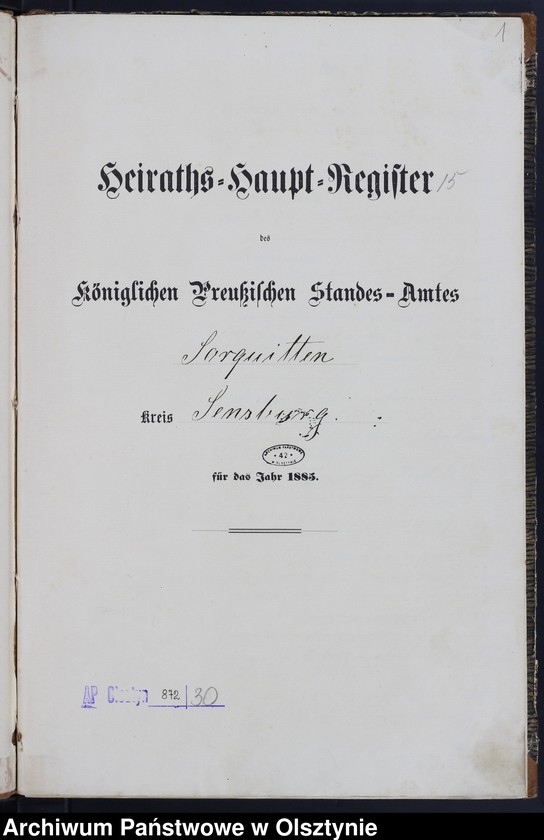 1
Heiraths-Haupt-Register 15
des
Königlichen Preußischen Standes-Amtes
Sorquitten
Kreis Sensburg.
42
für das Jahr 1885.
AP Olsztyn 872 30
Archiwum Państwowe w Olsztynie